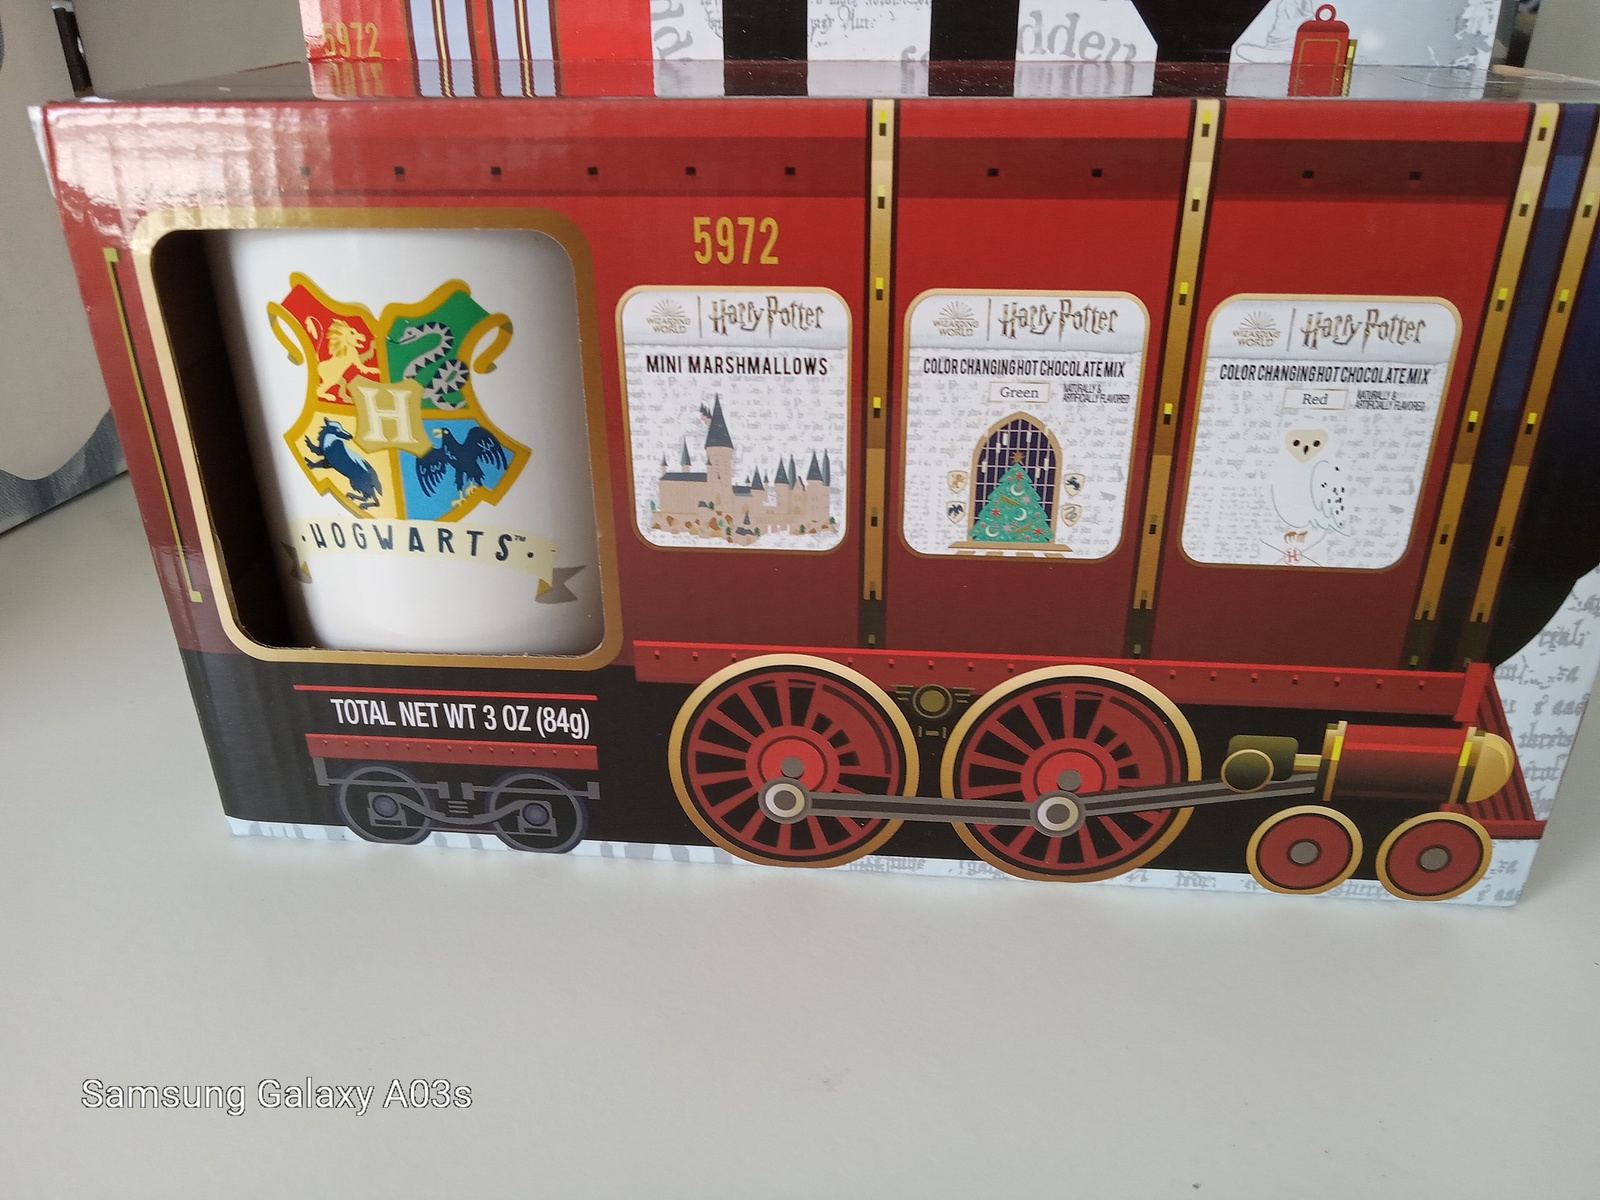 5972
dden
5972
WIZARDING
WORLD
Harry Potter
MINI MARSHMALLOWS
WIZARDING
WORLD
Harry Potter
COLOR CHANGING HOT CHOCOLATE MIX
Green
NATURALLY &
ARTIFICIALLY FLAVORED
WIZARDING
WORLD
Harry Potter
COLOR CHANGING HOT CHOCOLATE MIX
Red
NATURALLY &
ARTIFICIALLY FLAVORED
H
·HOGWARTS™·
TOTAL NET WT 3 OZ (84g)
H
Samsung Galaxy A03s